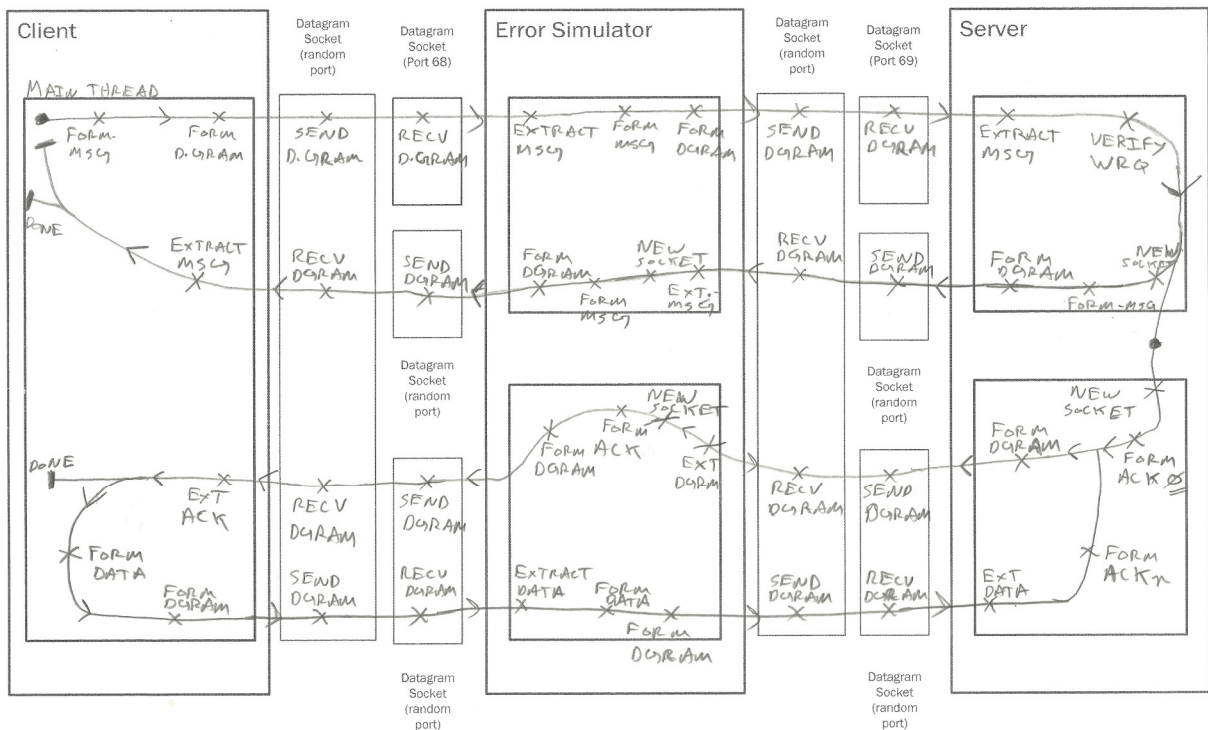 Client
Datagram
Socket
(random
port)
Datagram
Socket
(Port 68)
Error Simulator
Datagram
Socket
(random
port)
Datagram
Socket
(Port 69)
Server
MAIN THREAD
FORM-
MSG
FORM
D.GRAM
SEND
D.GRAM
RECV
D.GRAM
EXTRACT
MSG
FORM
MSG
FORM
DGRAM
SEND
DGRAM
RECV
DGRAM
EXTRACT
MSG
VERIFY
WRQ
DONE
EXTRACT
MSG
RECV
DGRAM
SEND
DGRAM
FORM
DGRAM
FORM
MSG
NEW
SOCKET
EXT.-
MSG
RECV
DGRAM
SEND
DGRAM
FORM
DGRAM
FORM-MSG
NEW
SOCKET
Datagram
Socket
(random
port)
Datagram
Socket
(random
port)
DONE
EXT
ACK
RECV
DGRAM
SEND
DGRAM
FORM
DGRAM
FORM
ACK
NEW
SOCKET
EXT
DGRM
RECV
DGRAM
SEND
DGRAM
FORM
DGRAM
NEW
SOCKET
FORM
ACK 0
FORM
DATA
FORM
DGRAM
SEND
DGRAM
RECV
DGRAM
EXTRACT
DATA
FORM
DATA
FORM
DGRAM
SEND
DGRAM
RECV
DGRAM
EXT
DATA
FORM
ACKn
Datagram
Socket
(random
port)
Datagram
Socket
(random
port)